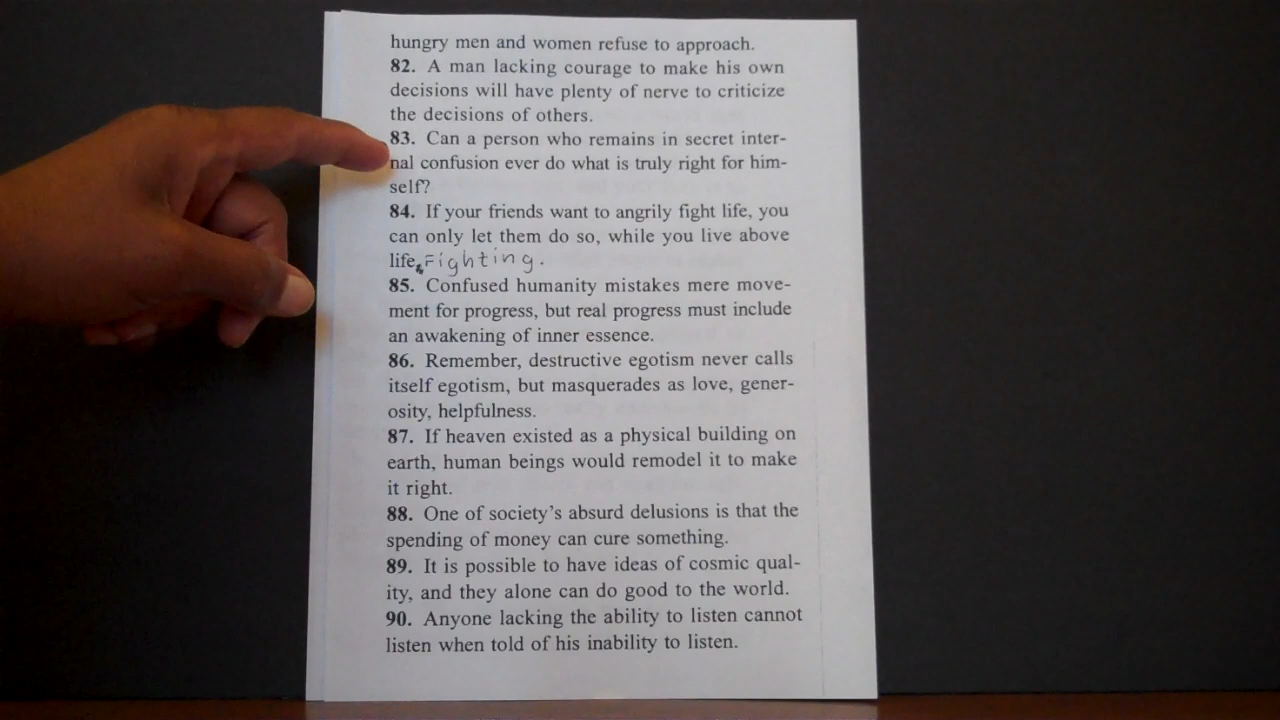 hungry men and women refuse to approach.
82. A man lacking courage to make his own
decisions will have plenty of nerve to criticize
the decisions of others.
83. Can a person who remains in secret inter-
nal confusion ever do what is truly right for him-
self?
84. If your friends want to angrily fight life, you
can only let them do so, while you live above
life Fighting.
85. Confused humanity mistakes mere move-
ment for progress, but real progress must include
an awakening of inner essence.
86. Remember, destructive egotism never calls
itself egotism, but masquerades as love, gener-
osity, helpfulness.
87. If heaven existed as a physical building on
earth, human beings would remodel it to make
it right.
88. One of society's absurd delusions is that the
spending of money can cure something.
89. It is possible to have ideas of cosmic qual-
ity, and they alone can do good to the world.
90. Anyone lacking the ability to listen cannot
listen when told of his inability to listen.